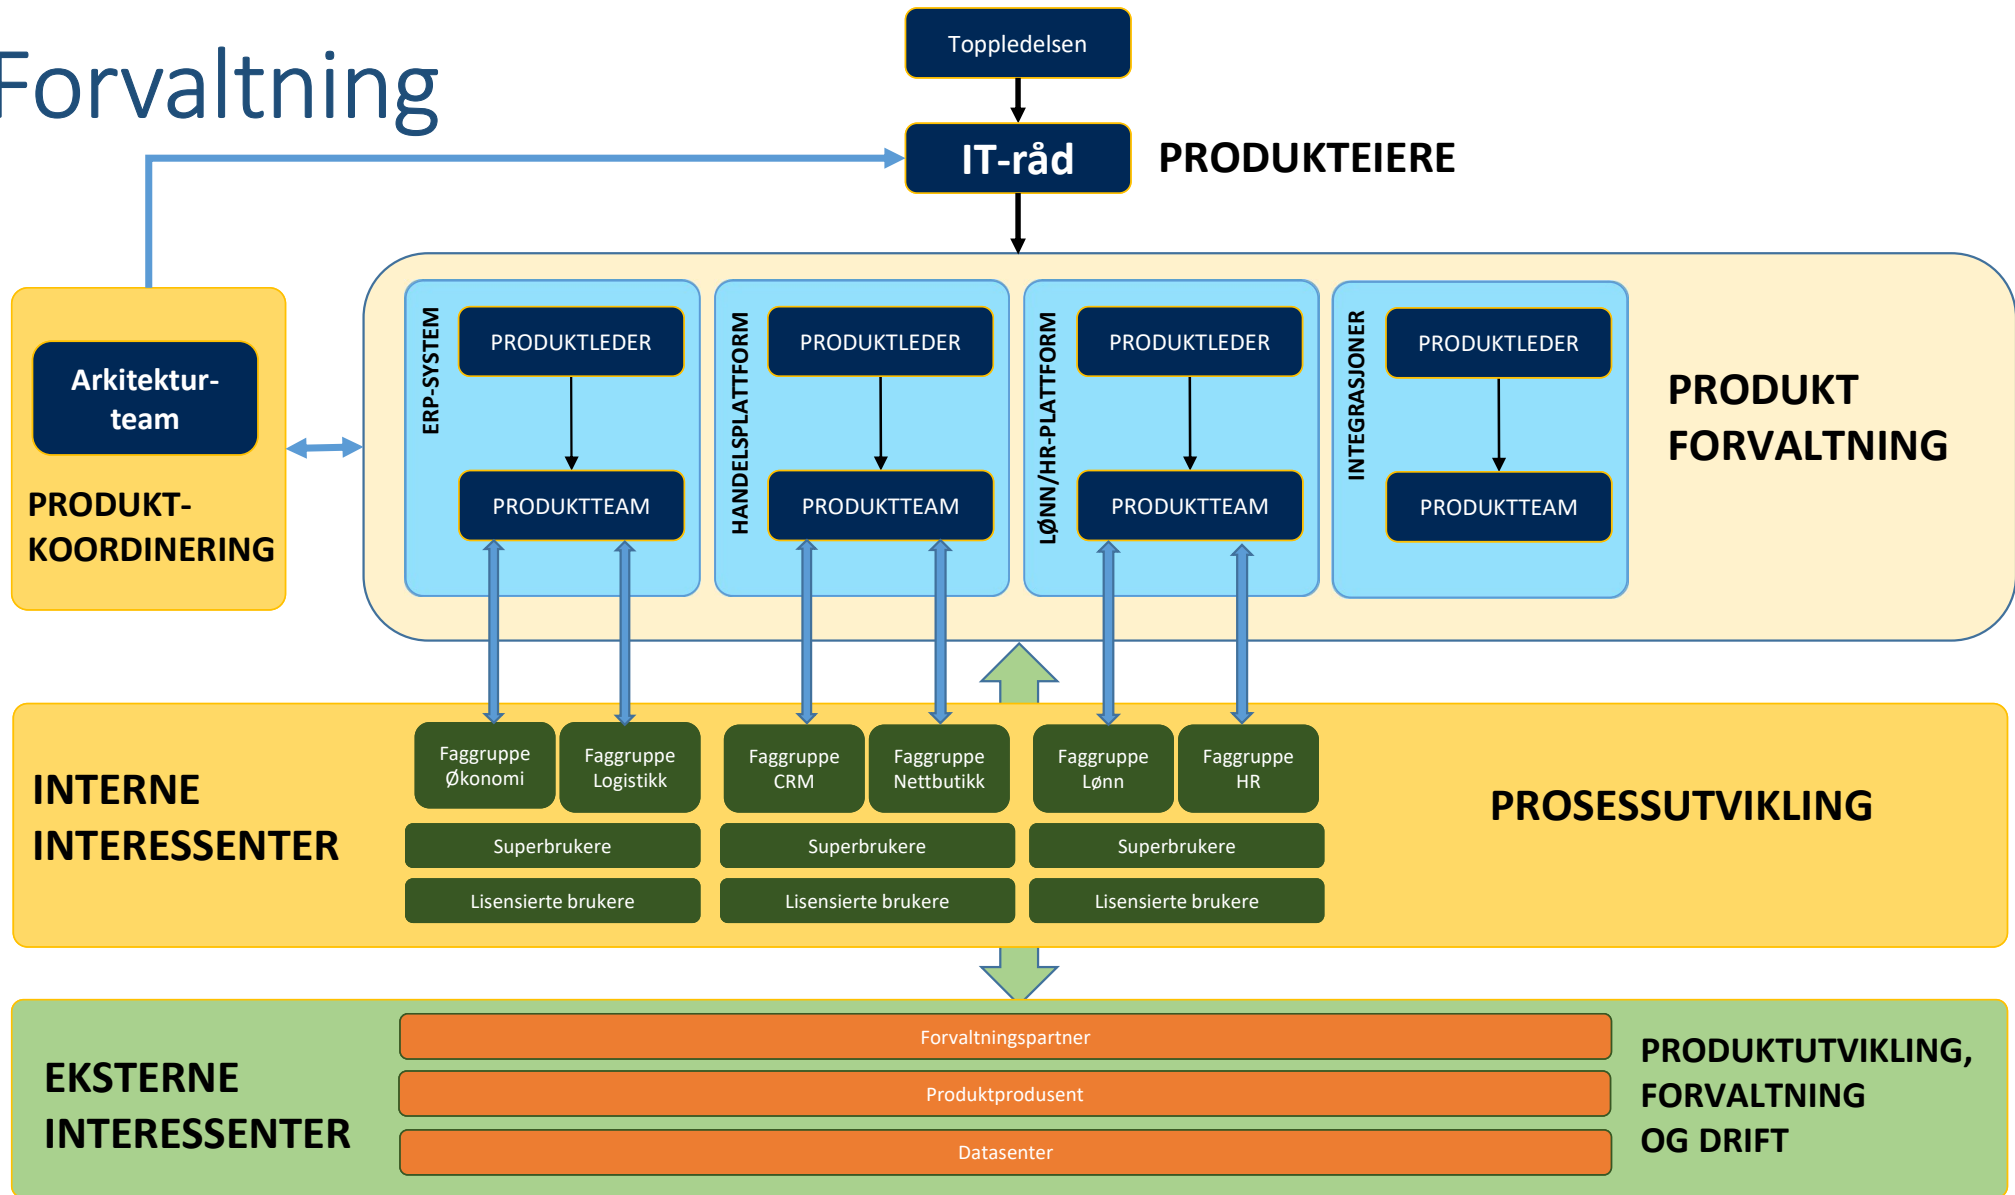 Forvaltning
Toppledelsen
IT-råd
PRODUKTEIERE
Arkitektur-
team
PRODUKT-
KOORDINERING
ERP-SYSTEM
PRODUKTLEDER
PRODUKTTEAM
HANDELSPLATTFORM
PRODUKTLEDER
PRODUKTTEAM
LØNN/HR-PLATTFORM
PRODUKTLEDER
PRODUKTTEAM
INTEGRASJONER
PRODUKTLEDER
PRODUKTTEAM
PRODUKT
FORVALTNING
INTERNE
INTERESSENTER
Faggruppe
Økonomi
Faggruppe
Logistikk
Faggruppe
CRM
Faggruppe
Nettbutikk
Faggruppe
Lønn
Faggruppe
HR
Superbrukere
Superbrukere
Superbrukere
Lisensierte brukere
Lisensierte brukere
Lisensierte brukere
PROSESSUTVIKLING
EKSTERNE
INTERESSENTER
Forvaltningspartner
Produktprodusent
Datasenter
PRODUKTUTVIKLING,
FORVALTNING
OG DRIFT